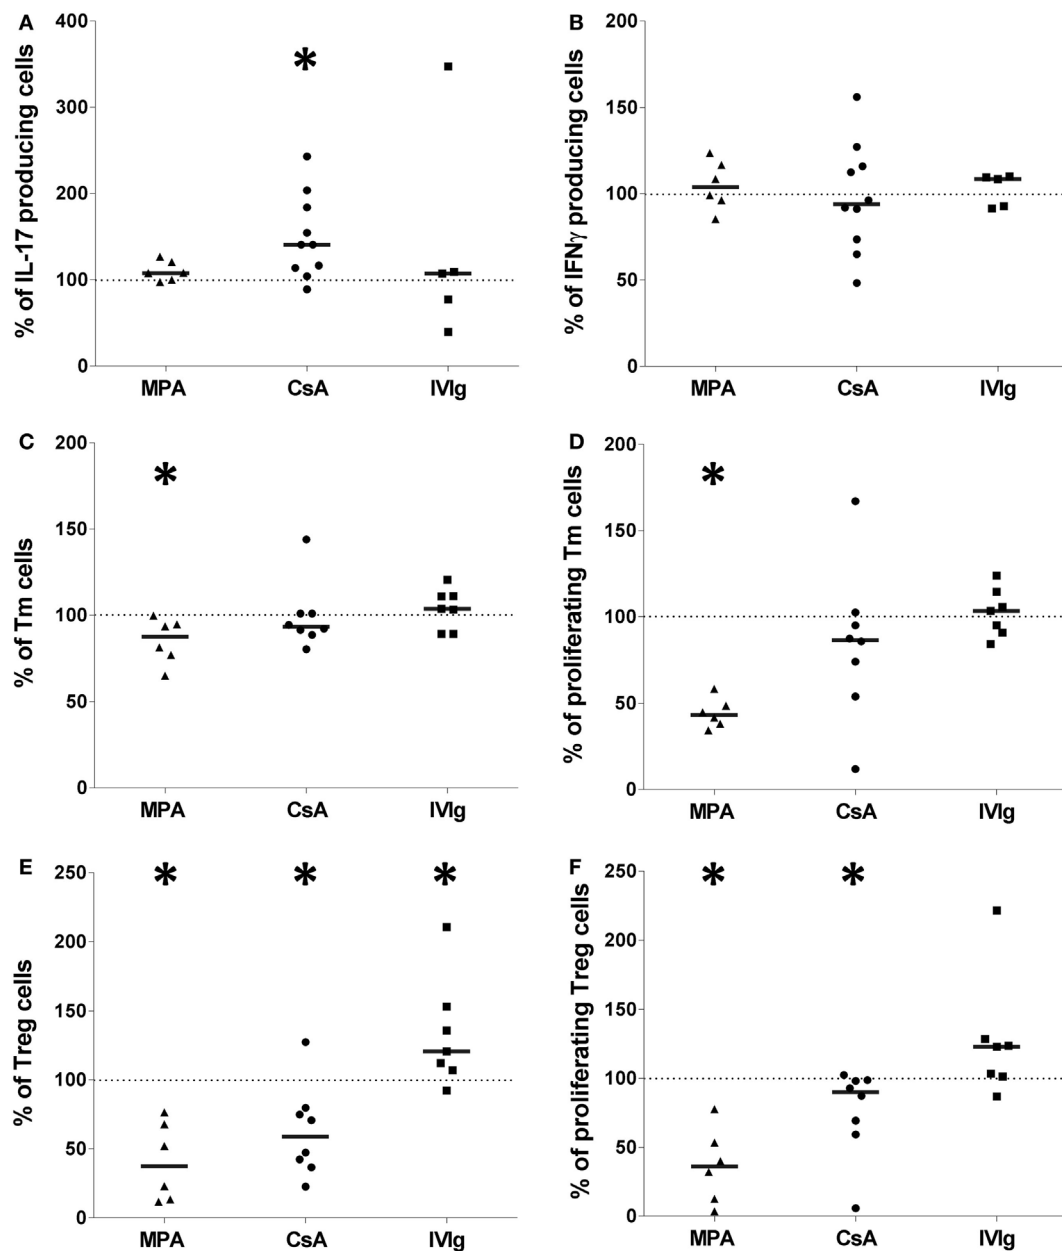 A
% of IL-17 producing cells
400
300
200
100
0
*
MPA
CsA
IVIg
B
% of IFNγ producing cells
200
150
100
50
0
MPA
CsA
IVIg
C
% of Tm cells
200
150
100
50
0
*
MPA
CsA
IVIg
D
% of proliferating Tm cells
200
150
100
50
0
*
MPA
CsA
IVIg
E
% of Treg cells
250
200
150
100
50
0
* * *
MPA
CsA
IVIg
F
% of proliferating Treg cells
250
200
150
100
50
0
* *
MPA
CsA
IVIg